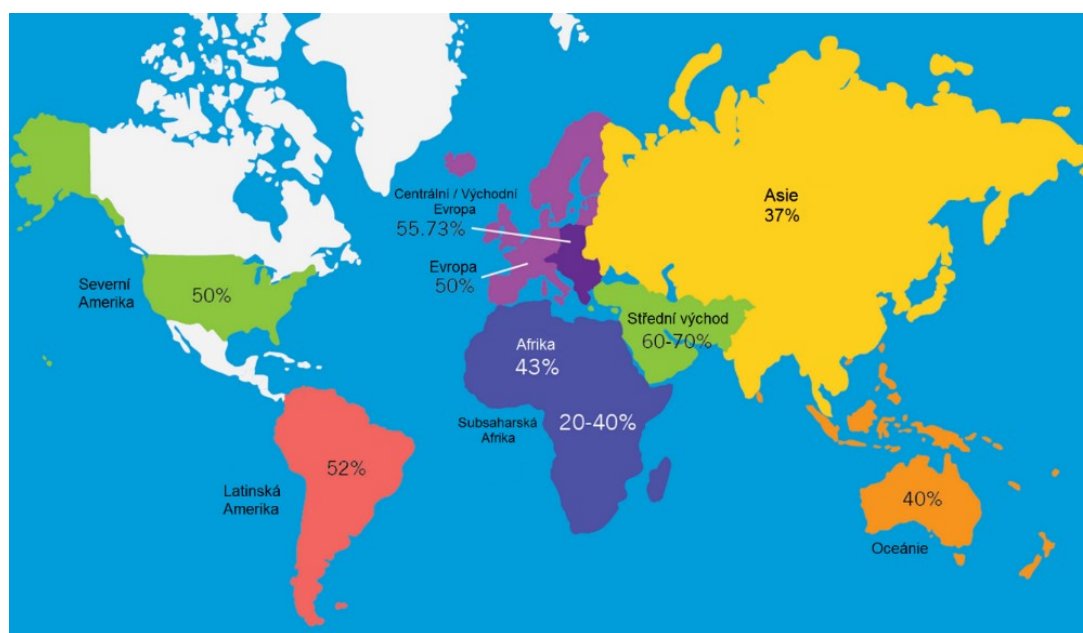 Centrální / Východní
Evropa
55.73%
Evropa
50%
Asie
37%
Severní
Amerika
50%
Střední východ
60-70%
Afrika
43%
Subsaharská
Afrika
20-40%
52%
Latinská
Amerika
40%
Oceánie